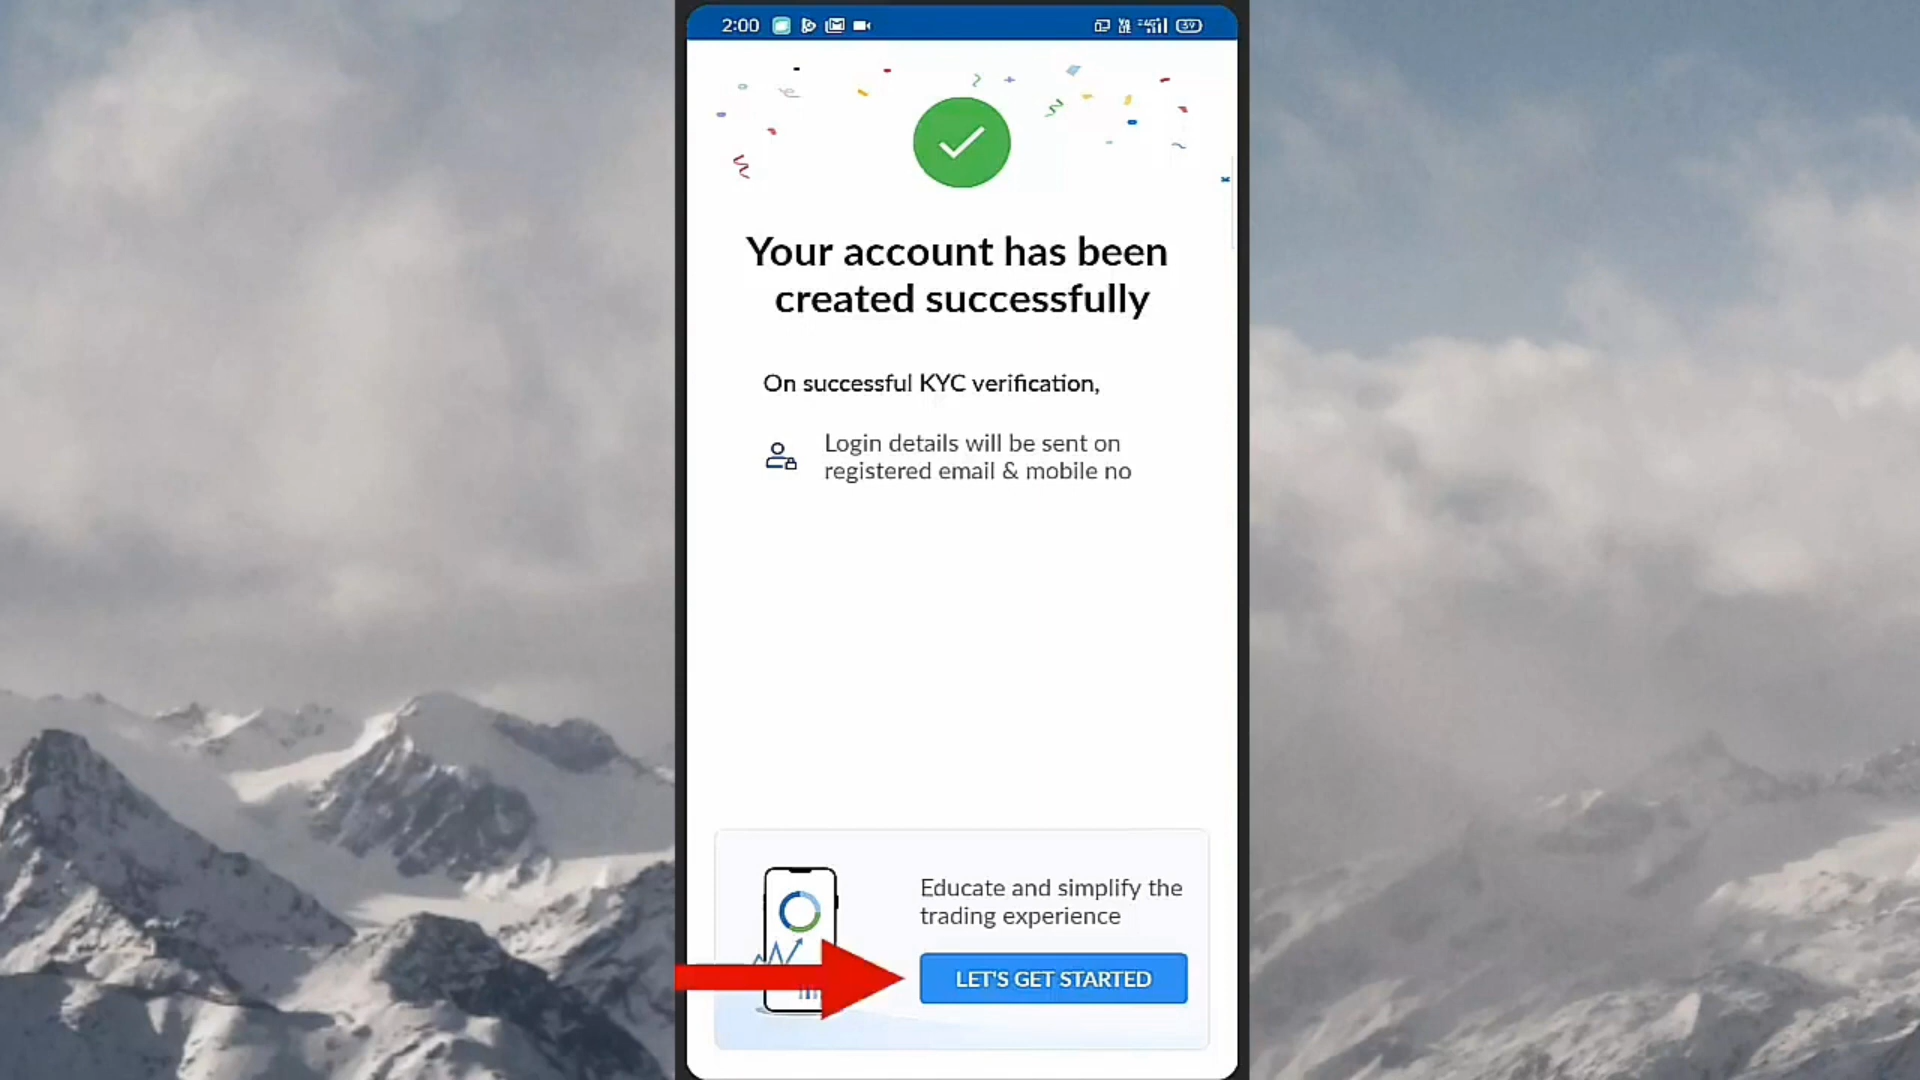 2:00
Your account has been
created successfully
On successful KYC verification,
Login details will be sent on
registered email & mobile no
Educate and simplify the
trading experience
LET'S GET STARTED